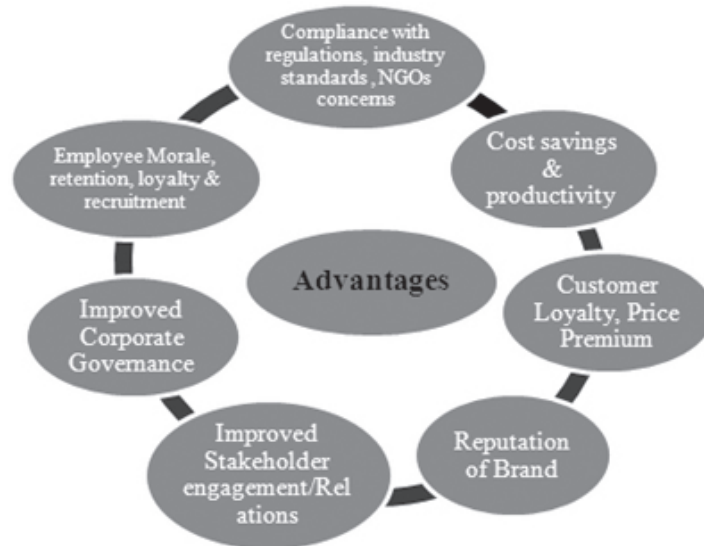 Compliance with
regulations, industry
standards , NGOs
concerns
Cost savings
&
productivity
Customer
Loyalty, Price
Premium
Reputation
of Brand
Improved
Stakeholder
engagement/Rel
ations
Improved
Corporate
Governance
Employee Morale,
retention, loyalty &
recruitment
Advantages